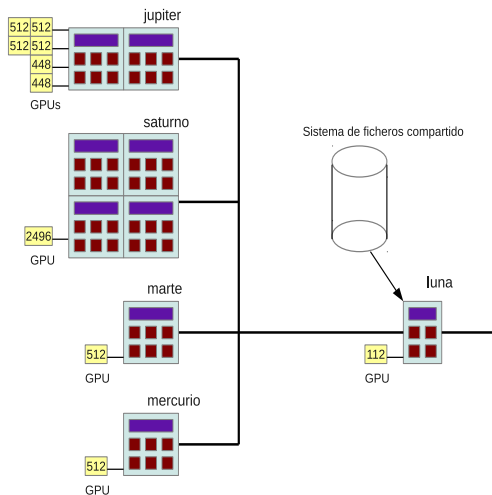 jupiter
512 512
512 512
448
448
GPUs
saturno
Sistema de ficheros compartido
2496
GPU
luna
marte
512
GPU
112
GPU
mercurio
512
GPU